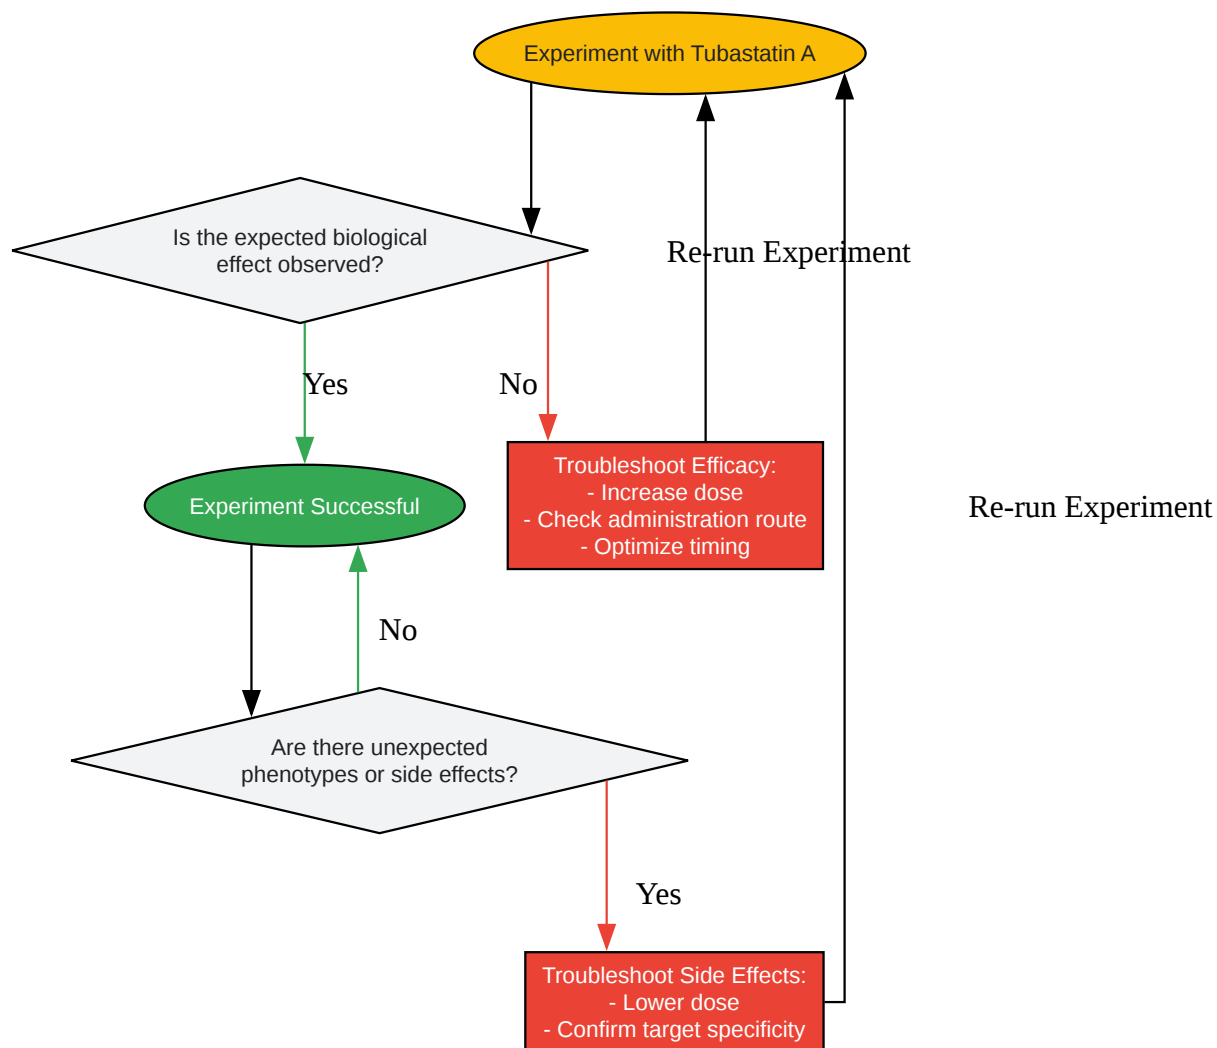 Experiment with Tubastatin A
Is the expected biological
effect observed?
Re-run Experiment
Yes
No
Troubleshoot Efficacy:
- Increase dose
- Check administration route
- Optimize timing
Experiment Successful
Re-run Experiment
No
Are there unexpected
phenotypes or side effects?
Yes
Troubleshoot Side Effects:
- Lower dose
- Confirm target specificity